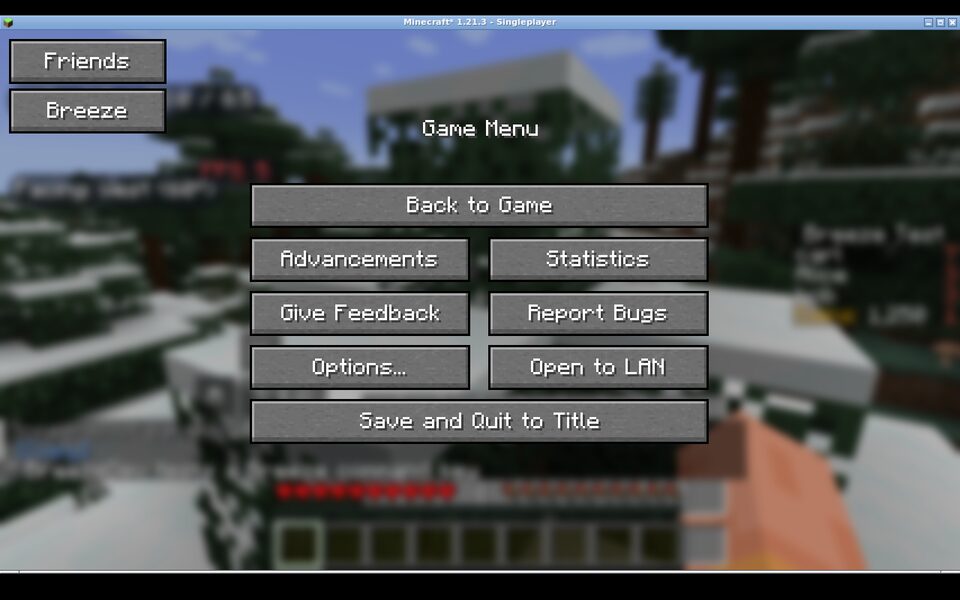 Minecraft* 1.21.3 - Singleplayer
Friends
Breeze
Game Menu
Back to Game
Advancements
Statistics
Give Feedback
Report Bugs
Options...
Open to LAN
Save and Quit to Title